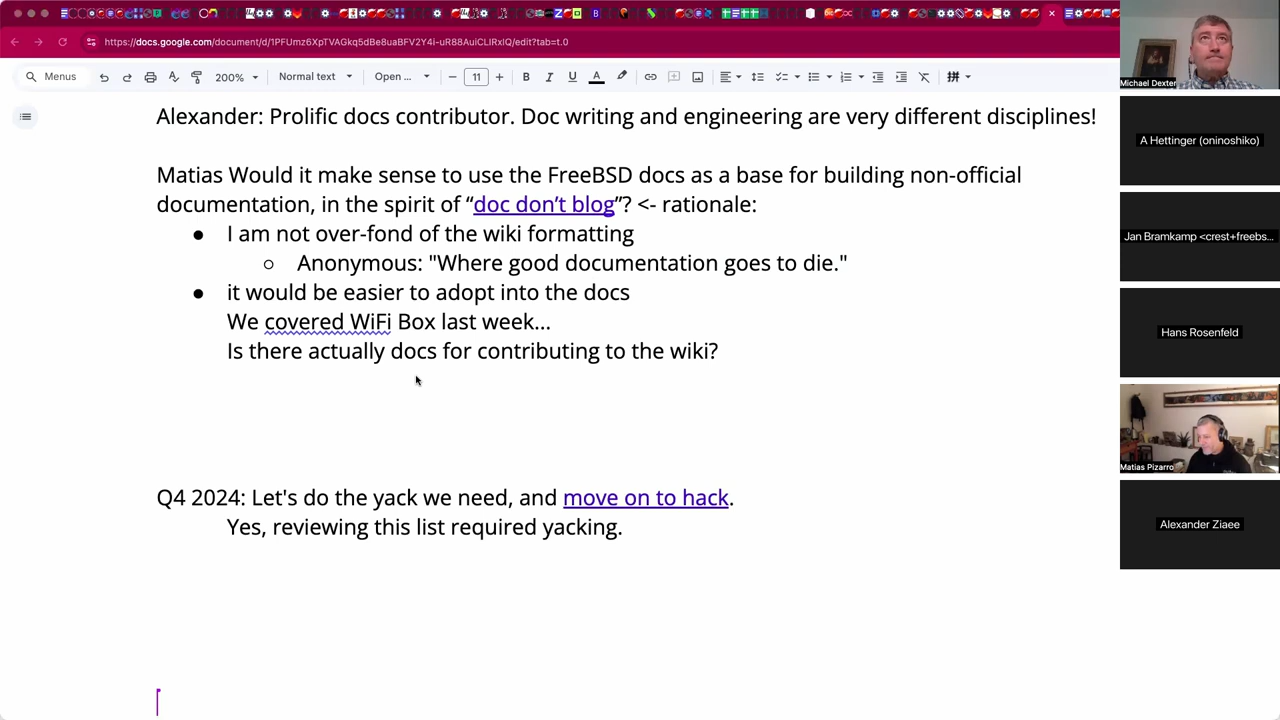 https://docs.google.com/document/d/1PFUmz6XpTVAGkq5dBe8uaBFV2Y4i-uR88AuiCLIRxIQ/edit?tab=t.0
Menus
200%
Normal text
Open ...
11
Alexander: Prolific docs contributor. Doc writing and engineering are very different disciplines!
Matias Would it make sense to use the FreeBSD docs as a base for building non-official
documentation, in the spirit of “doc don’t blog”? <- rationale:
● I am not over-fond of the wiki formatting
○ Anonymous: "Where good documentation goes to die."
● it would be easier to adopt into the docs
We covered WiFi Box last week...
Is there actually docs for contributing to the wiki?
Q4 2024: Let's do the yack we need, and move on to hack.
Yes, reviewing this list required yacking.
Michael Dexter
A Hettinger (oninoshiko)
Jan Bramkamp <crest+freebs...
Hans Rosenfeld
Matias Pizarro
Alexander Ziaee